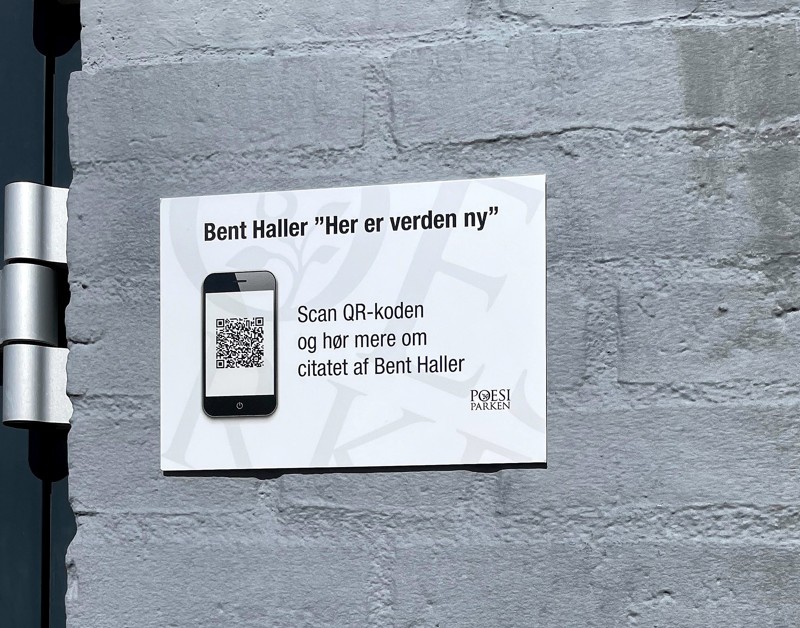 Bent Haller ”Her er verden ny”
Scan QR-koden
og hør mere om
citatet af Bent Haller
POESI
PARKEN